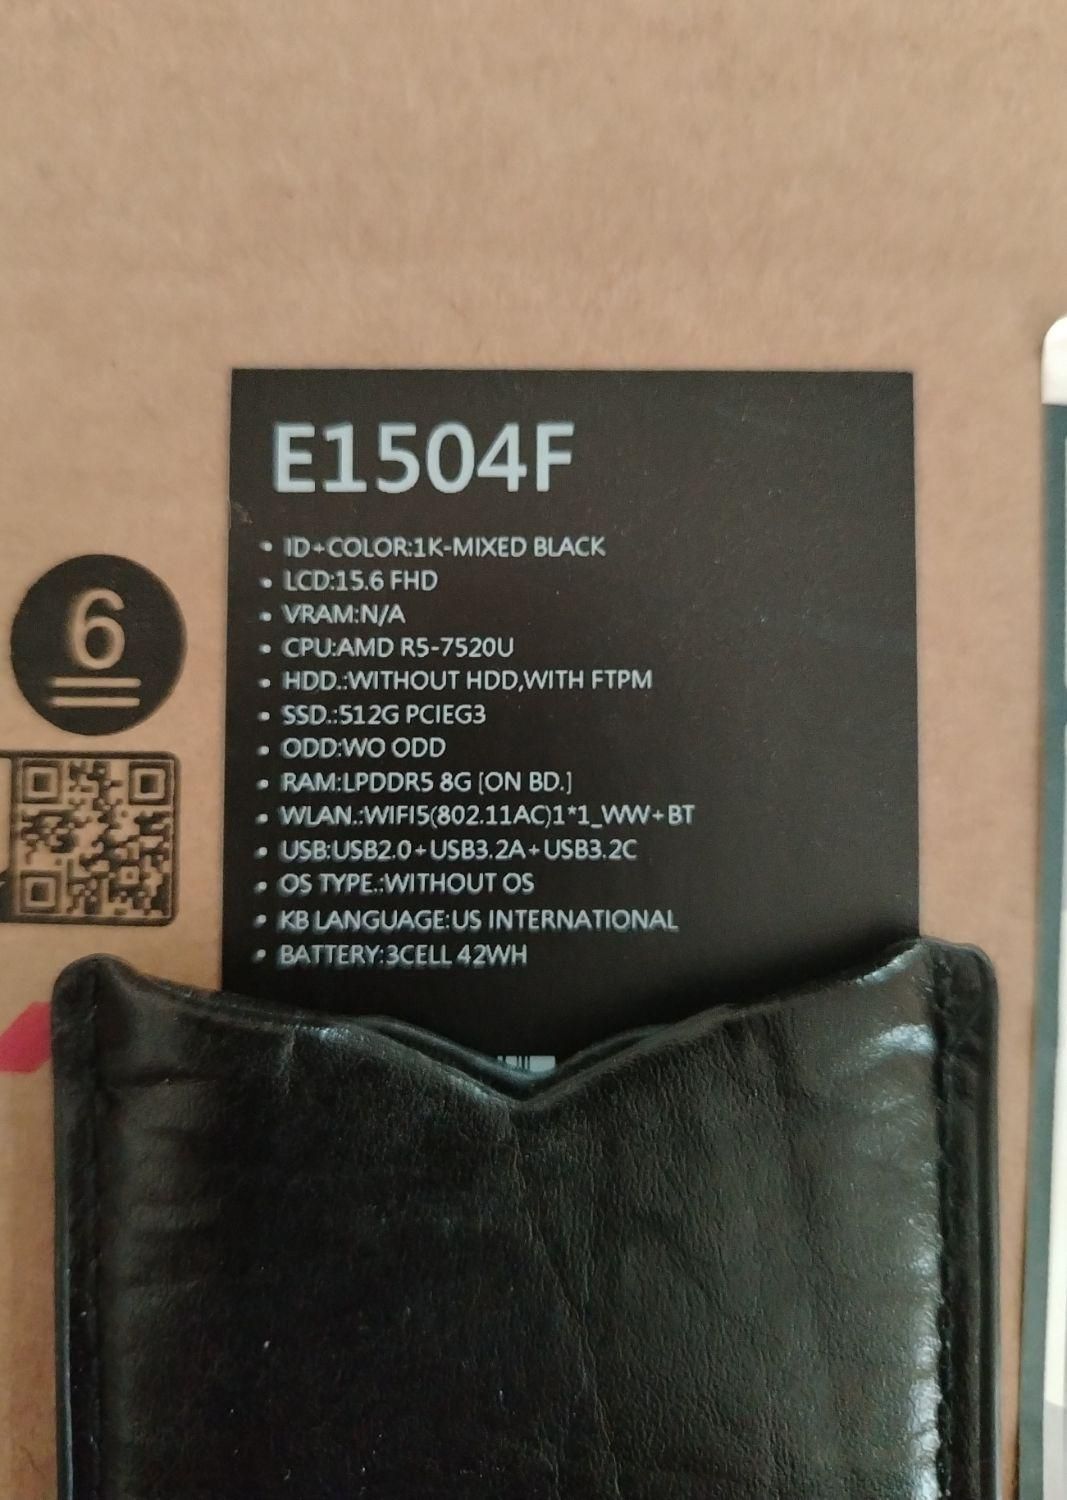 E1504F
• ID+COLOR:1K-MIXED BLACK
• LCD:15.6 FHD
• VRAM:N/A
• CPU:AMD R5-7520U
• HDD.:WITHOUT HDD,WITH FTPM
• SSD.:512G PCIEG3
• ODD:WO ODD
• RAM:LPDDR5 8G [ON BD.]
• WLAN.:WIFI5(802.11AC)1*1_WW+BT
• USB:USB2.0+USB3.2A+USB3.2C
• OS TYPE.:WITHOUT OS
• KB LANGUAGE:US INTERNATIONAL
• BATTERY:3CELL 42WH
6